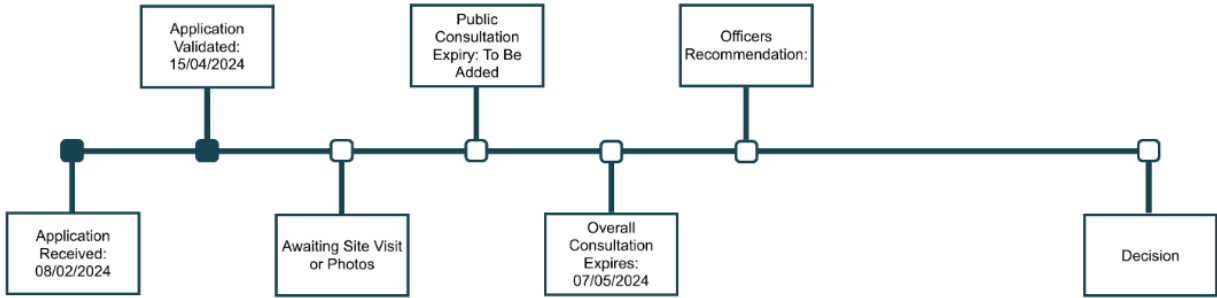 Application
Validated:
15/04/2024
Public
Consultation
Expiry: To Be
Added
Officers
Recommendation:
Application
Received:
08/02/2024
Awaiting Site Visit
or Photos
Overall
Consultation
Expires:
07/05/2024
Decision